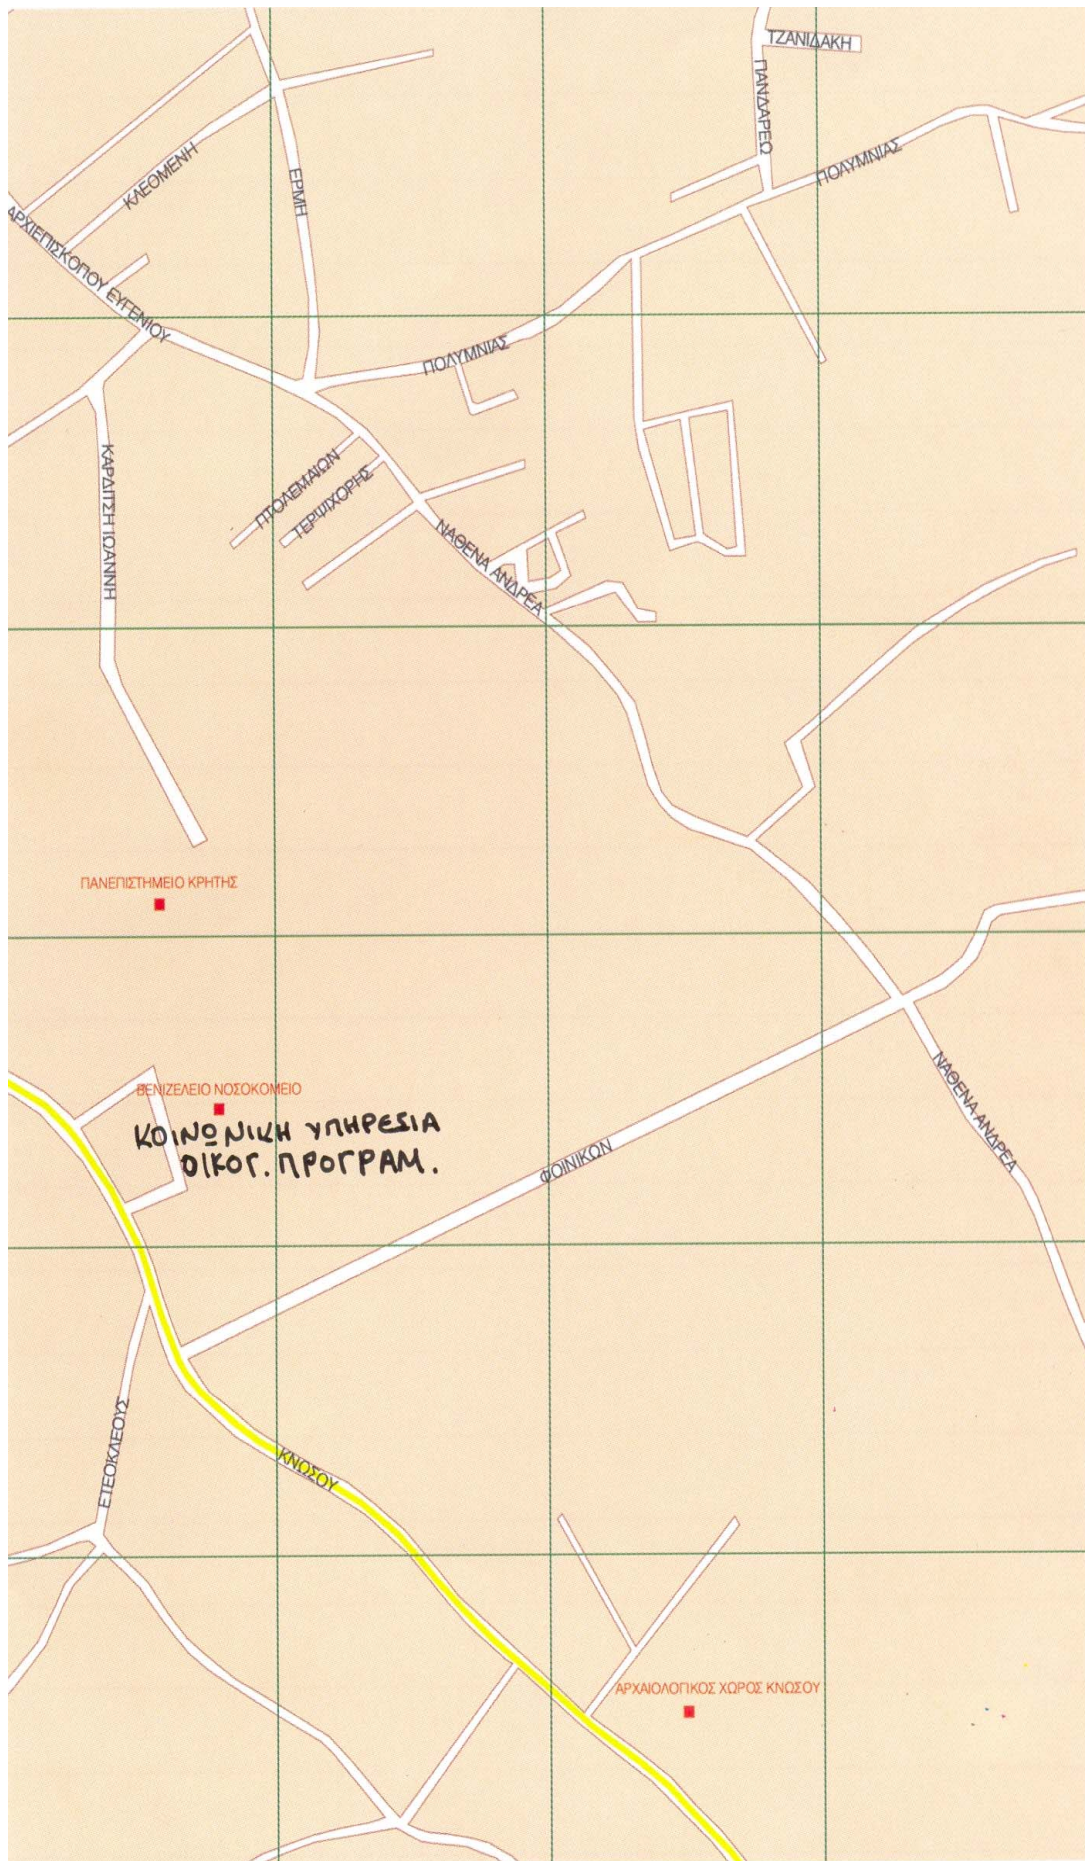 ΤΖΑΝΙΔΑΚΗ
ΠΑΝΔΑΡΕΩ
ΠΟΛΥΜΝΙΑΣ
ΚΛΕΟΜΕΝΗ
ΕΡΜΗ
ΑΡΧΙΕΠΙΣΚΟΠΟΥ ΕΥΓΕΝΙΟΥ
ΠΟΛΥΜΝΙΑΣ
ΚΑΡΔΙΤΣΗ ΙΩΑΝΝΗ
ΠΤΟΛΕΜΑΙΩΝ
ΤΕΡΨΙΧΟΡΗΣ
ΝΑΘΕΝΑ ΑΝΔΡΕΑ
ΠΑΝΕΠΙΣΤΗΜΕΙΟ ΚΡΗΤΗΣ
ΝΑΘΕΝΑ ΑΝΔΡΕΑ
ΒΕΝΙΖΕΛΕΙΟ ΝΟΣΟΚΟΜΕΙΟ
ΚΟΙΝΩΝΙΚΗ ΥΠΗΡΕΣΙΑ
ΟΙΚΟΓ. ΠΡΟΓΡΑΜ.
ΦΟΙΝΙΚΩΝ
ΕΤΕΟΚΛΕΟΥΣ
ΚΝΩΣΟΥ
ΑΡΧΑΙΟΛΟΓΙΚΟΣ ΧΩΡΟΣ ΚΝΩΣΟΥ